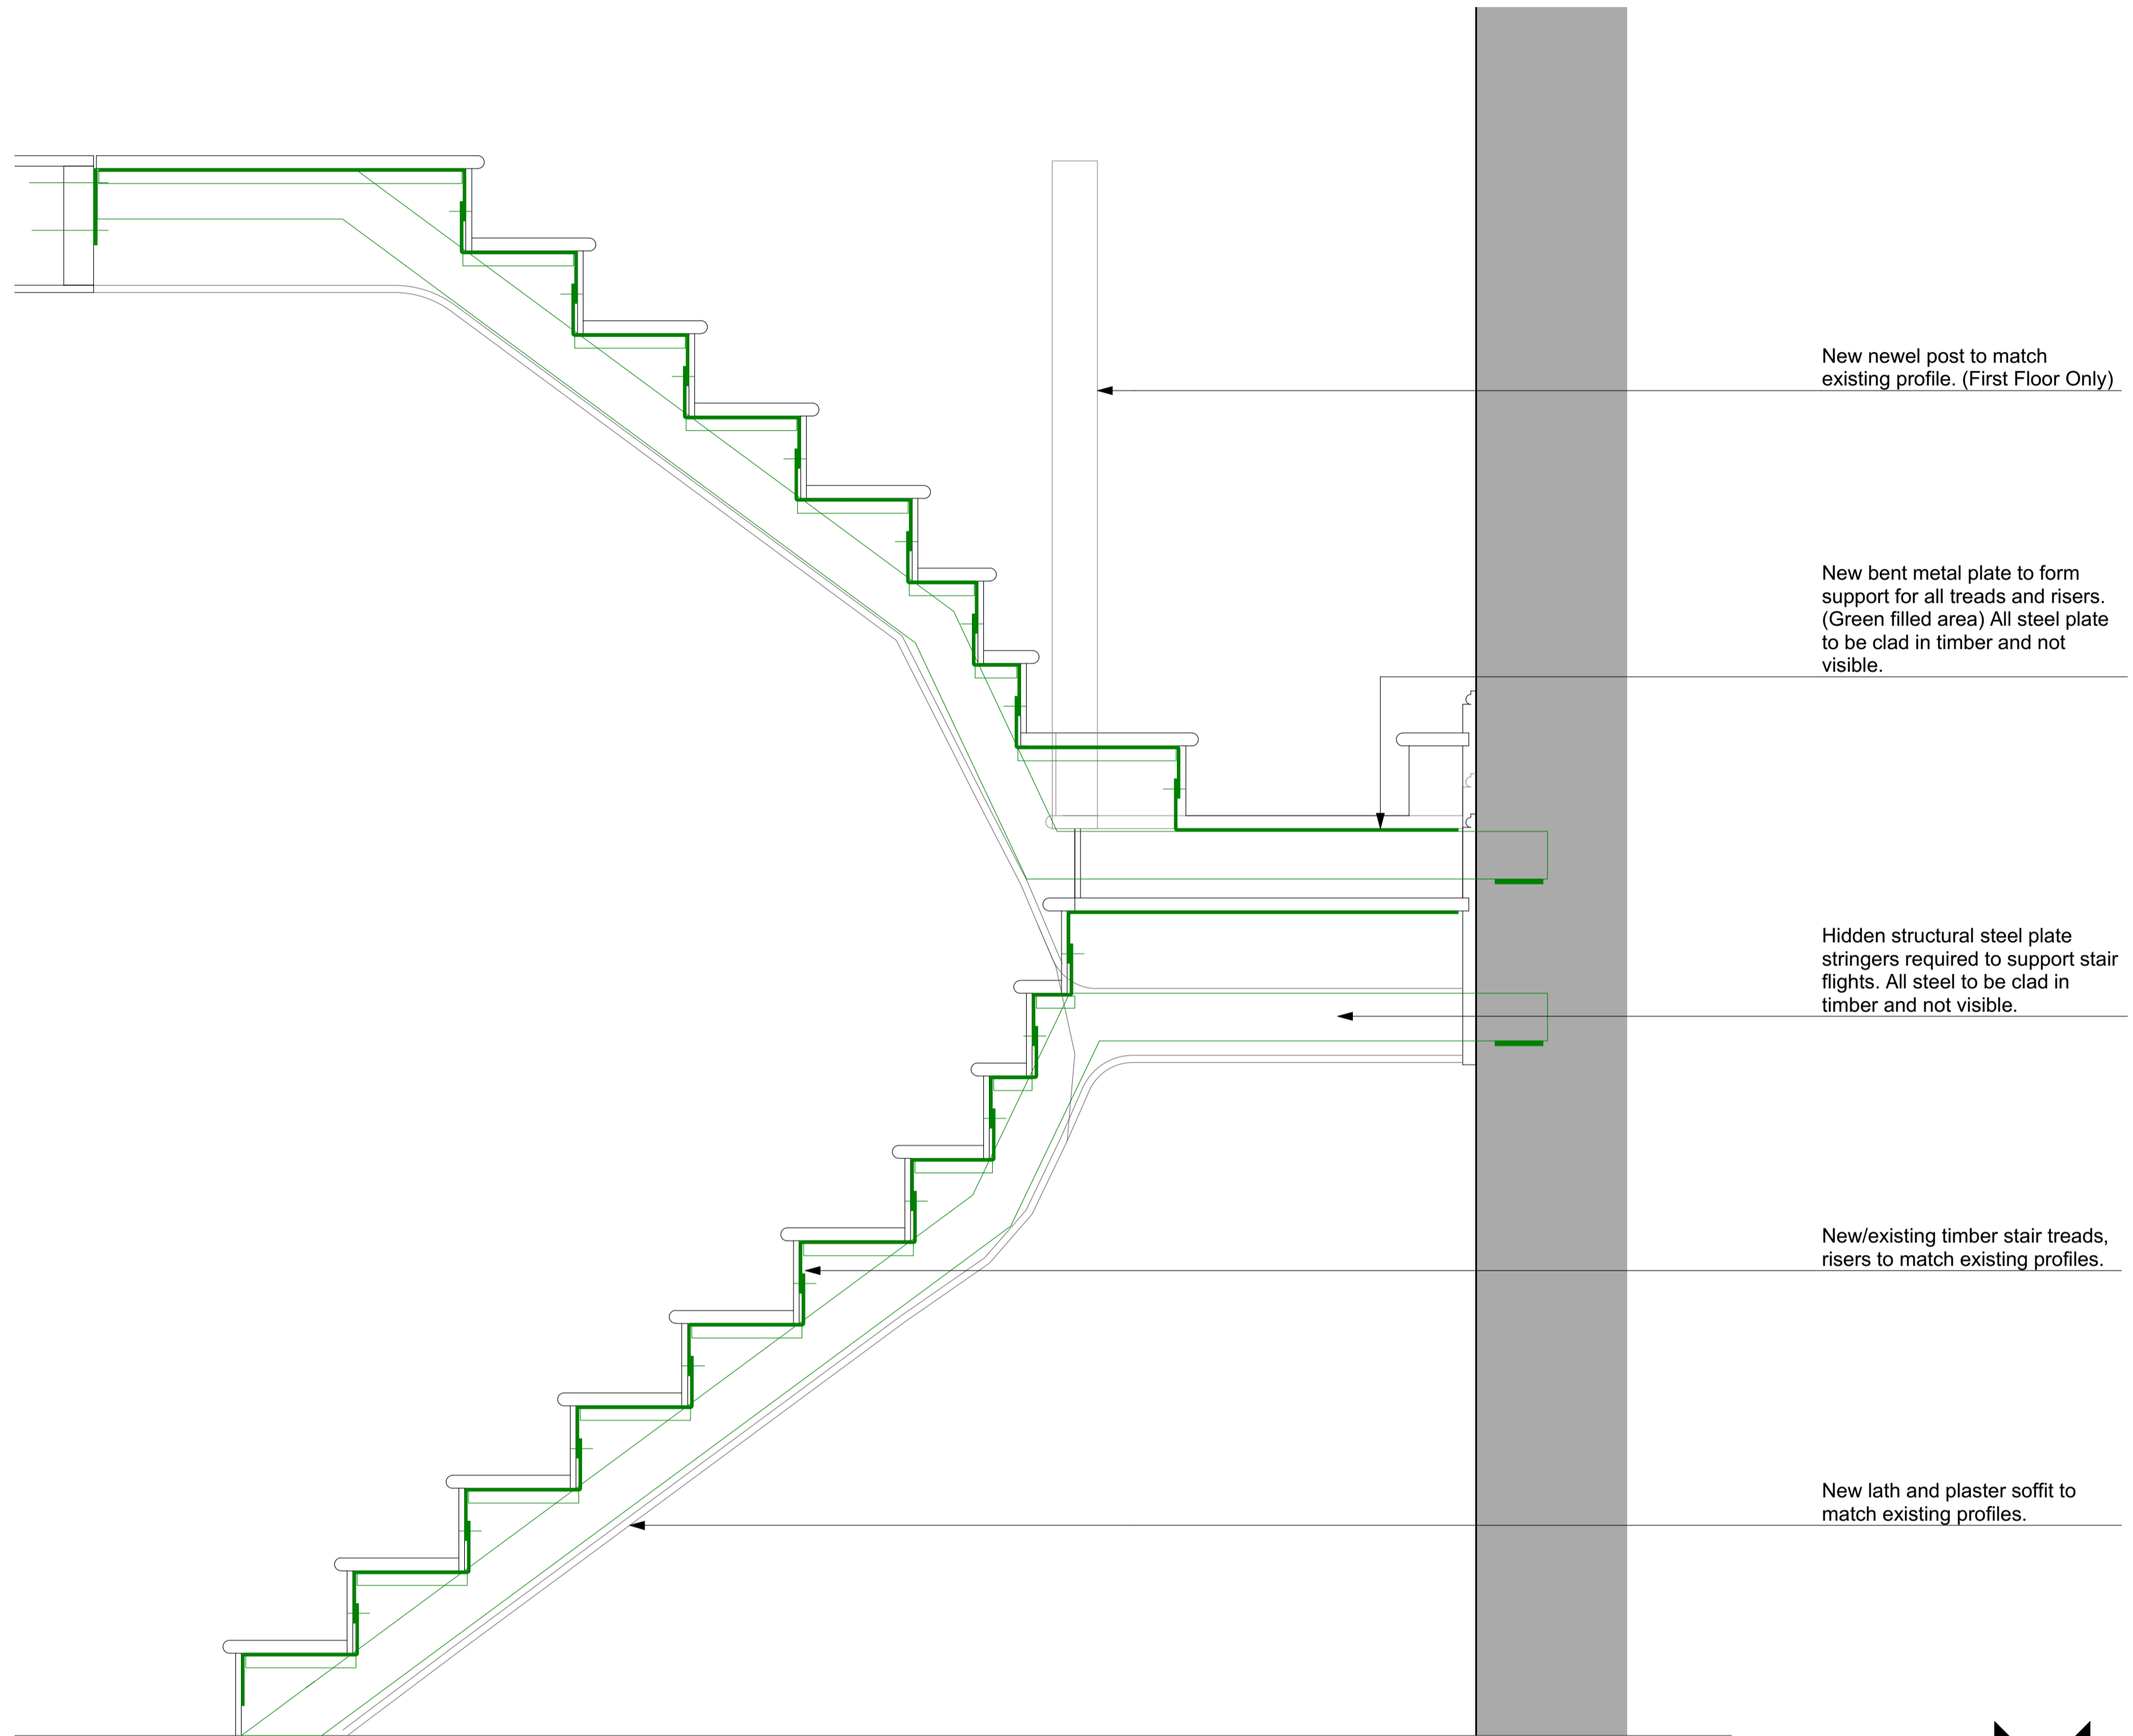 New newel post to match
existing profile. (First Floor Only)
New bent metal plate to form
support for all treads and risers.
(Green filled area) All steel plate
to be clad in timber and not
visible.
Hidden structural steel plate
stringers required to support stair
flights. All steel to be clad in
timber and not visible.
New/existing timber stair treads,
risers to match existing profiles.
New lath and plaster soffit to
match existing profiles.